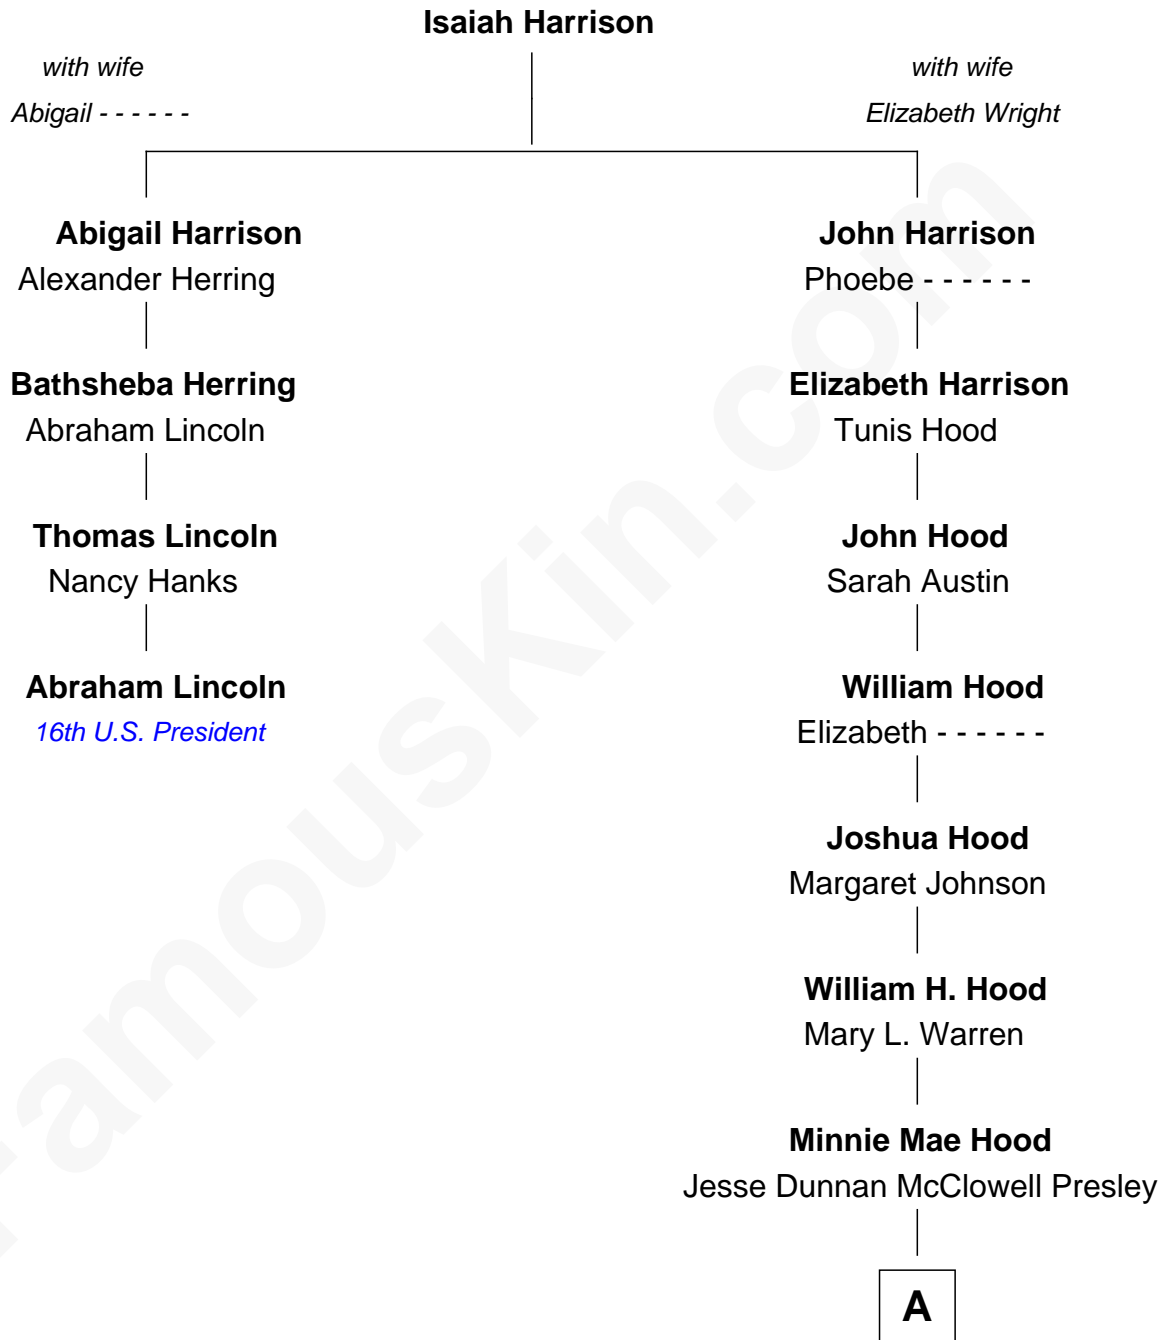 Isaiah Harrison
with wife
Abigail - - - - - -
with wife
Elizabeth Wright
Abigail Harrison
Alexander Herring
John Harrison
Phoebe - - - - - -
Bathsheba Herring
Abraham Lincoln
Elizabeth Harrison
Tunis Hood
Thomas Lincoln
Nancy Hanks
John Hood
Sarah Austin
Abraham Lincoln
16th U.S. President
William Hood
Elizabeth - - - - - -
Joshua Hood
Margaret Johnson
William H. Hood
Mary L. Warren
Minnie Mae Hood
Jesse Dunnan McClowell Presley
A
FamousKin.com